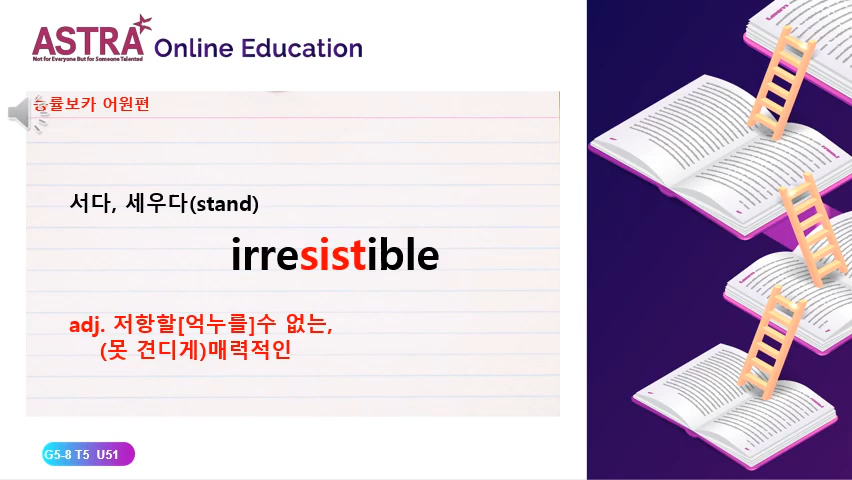 ASTRA
Not for Everyone But for Someone Talented
Online Education
능률보카 어원편
서다, 세우다(stand)
irresistible
adj. 저항할[억누를]수 없는,
(못 견디게)매력적인
G5-8 T5 U51